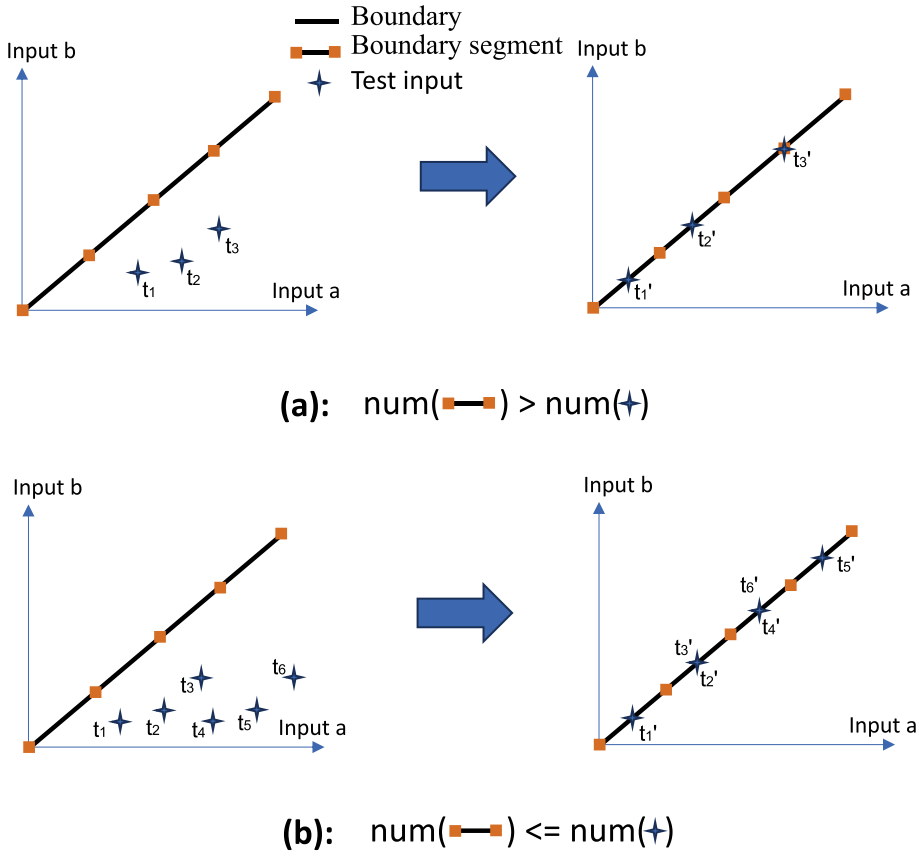 Boundary
Boundary segment
Test input
Input b
t1
t2
t3
Input a
Input b
t1'
t2'
t3'
Input a
(a): num( ) > num( )
Input b
t1
t2
t3
t4
t5
t6
Input a
Input b
t1'
t3'
t2'
t6'
t4'
t5'
Input a
(b): num( ) <= num( )